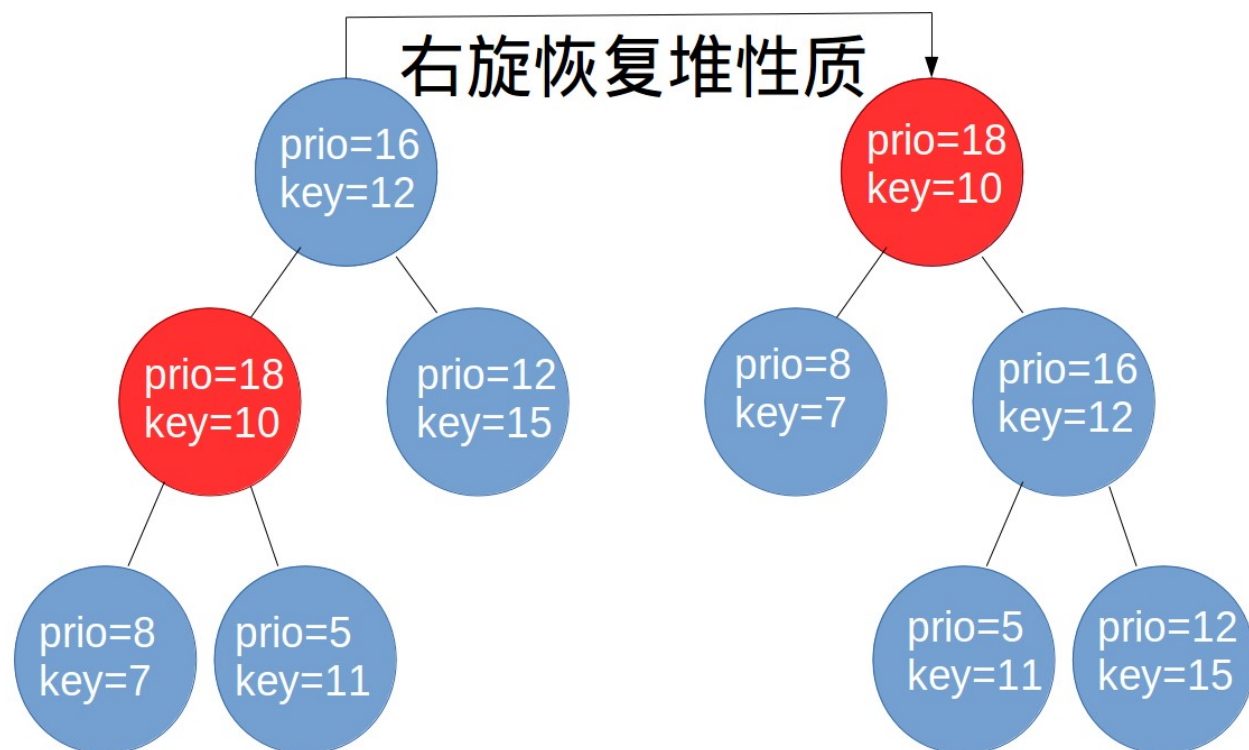 右旋恢复堆性质
prio=16
key=12
prio=18
key=10
prio=18
key=10
prio=12
key=15
prio=8
key=7
prio=16
key=12
prio=8
key=7
prio=5
key=11
prio=5
key=11
prio=12
key=15